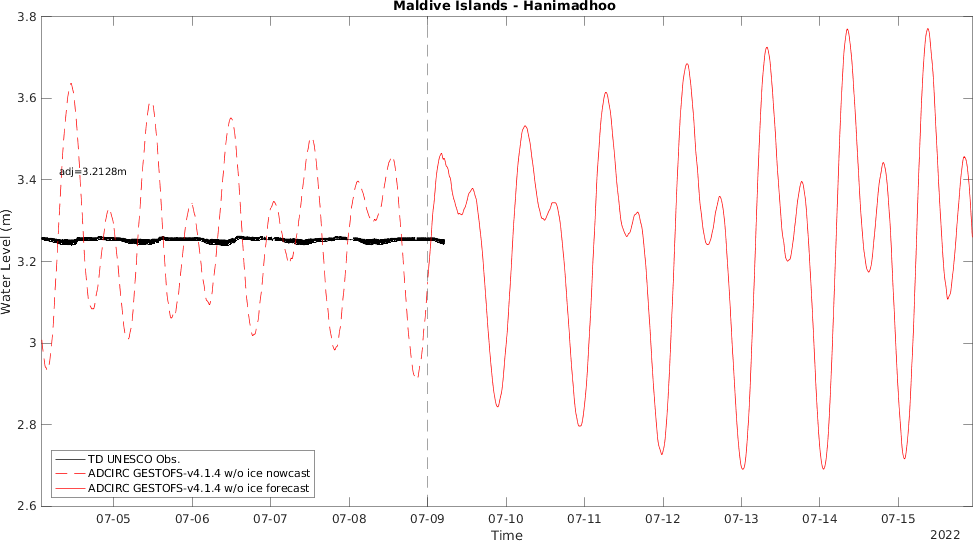 Maldive Islands - Hanimadhoo
3.8
3.6
3.4
3.2
3
2.8
2.6
Water Level (m)
adj=3.2128m
TD UNESCO Obs.
ADCIRC GESTOFS-v4.1.4 w/o ice nowcast
ADCIRC GESTOFS-v4.1.4 w/o ice forecast
07-05 07-06 07-07 07-08 07-09 07-10 07-11 07-12 07-13 07-14 07-15
Time
2022